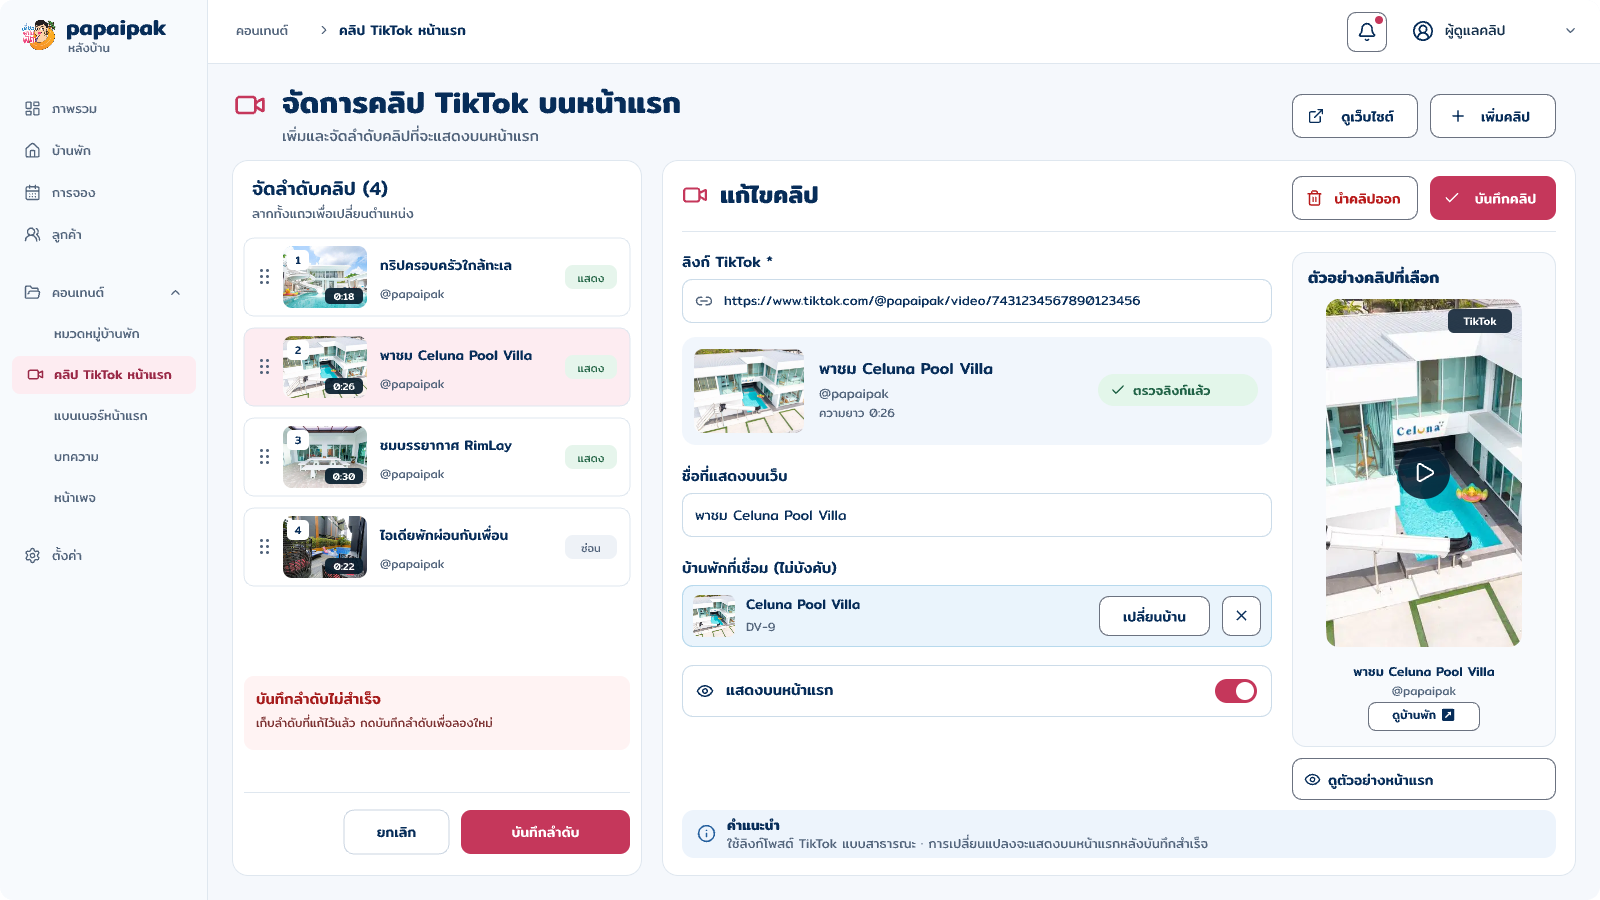 papaipak
หลังบ้าน
ภาพรวม
บ้านพัก
การจอง
ลูกค้า
คอนเทนต์
หมวดหมู่บ้านพัก
คลิป TikTok หน้าแรก
แบนเนอร์หน้าแรก
บทความ
หน้าเพจ
ตั้งค่า
คอนเทนต์ > คลิป TikTok หน้าแรก
ผู้ดูแลคลิป
จัดการคลิป TikTok บนหน้าแรก
เพิ่มและจัดลำดับคลิปที่จะแสดงบนหน้าแรก
ดูเว็บไซต์
เพิ่มคลิป
จัดลำดับคลิป (4)
ลากทั้งแถวเพื่อเปลี่ยนตำแหน่ง
1
0:18
ทริปครอบครัวใกล้ทะเล
@papaipak
แสดง
2
0:26
พาชม Celuna Pool Villa
@papaipak
แสดง
3
0:30
ชมบรรยากาศ RimLay
@papaipak
แสดง
4
0:22
ไอเดียพักผ่อนกับเพื่อน
@papaipak
ซ่อน
บันทึกลำดับไม่สำเร็จ
เก็บลำดับที่แก้ไว้แล้ว กดบันทึกลำดับเพื่อลองใหม่
ยกเลิก
บันทึกลำดับ
แก้ไขคลิป
นำคลิปออก
บันทึกคลิป
ลิงก์ TikTok *
https://www.tiktok.com/@papaipak/video/7431234567890123456
พาชม Celuna Pool Villa
@papaipak
ความยาว 0:26
ตรวจลิงก์แล้ว
ชื่อที่แสดงบนเว็บ
พาชม Celuna Pool Villa
บ้านพักที่เชื่อม (ไม่บังคับ)
Celuna Pool Villa
DV-9
เปลี่ยนบ้าน
แสดงบนหน้าแรก
ตัวอย่างคลิปที่เลือก
TikTok
Celuna
พาชม Celuna Pool Villa
@papaipak
ดูบ้านพัก
ดูตัวอย่างหน้าแรก
คำแนะนำ
ใช้ลิงก์โพสต์ TikTok แบบสาธารณะ · การเปลี่ยนแปลงจะแสดงบนหน้าแรกหลังบันทึกสำเร็จ